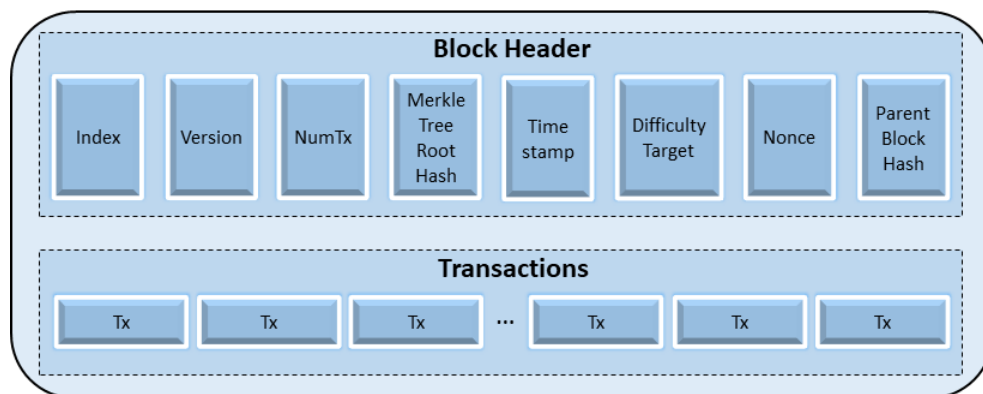 Block Header
Index
Version
NumTx
Merkle
Tree
Root
Hash
Time
stamp
Difficulty
Target
Nonce
Parent
Block
Hash
Transactions
Tx
Tx
Tx
...
Tx
Tx
Tx